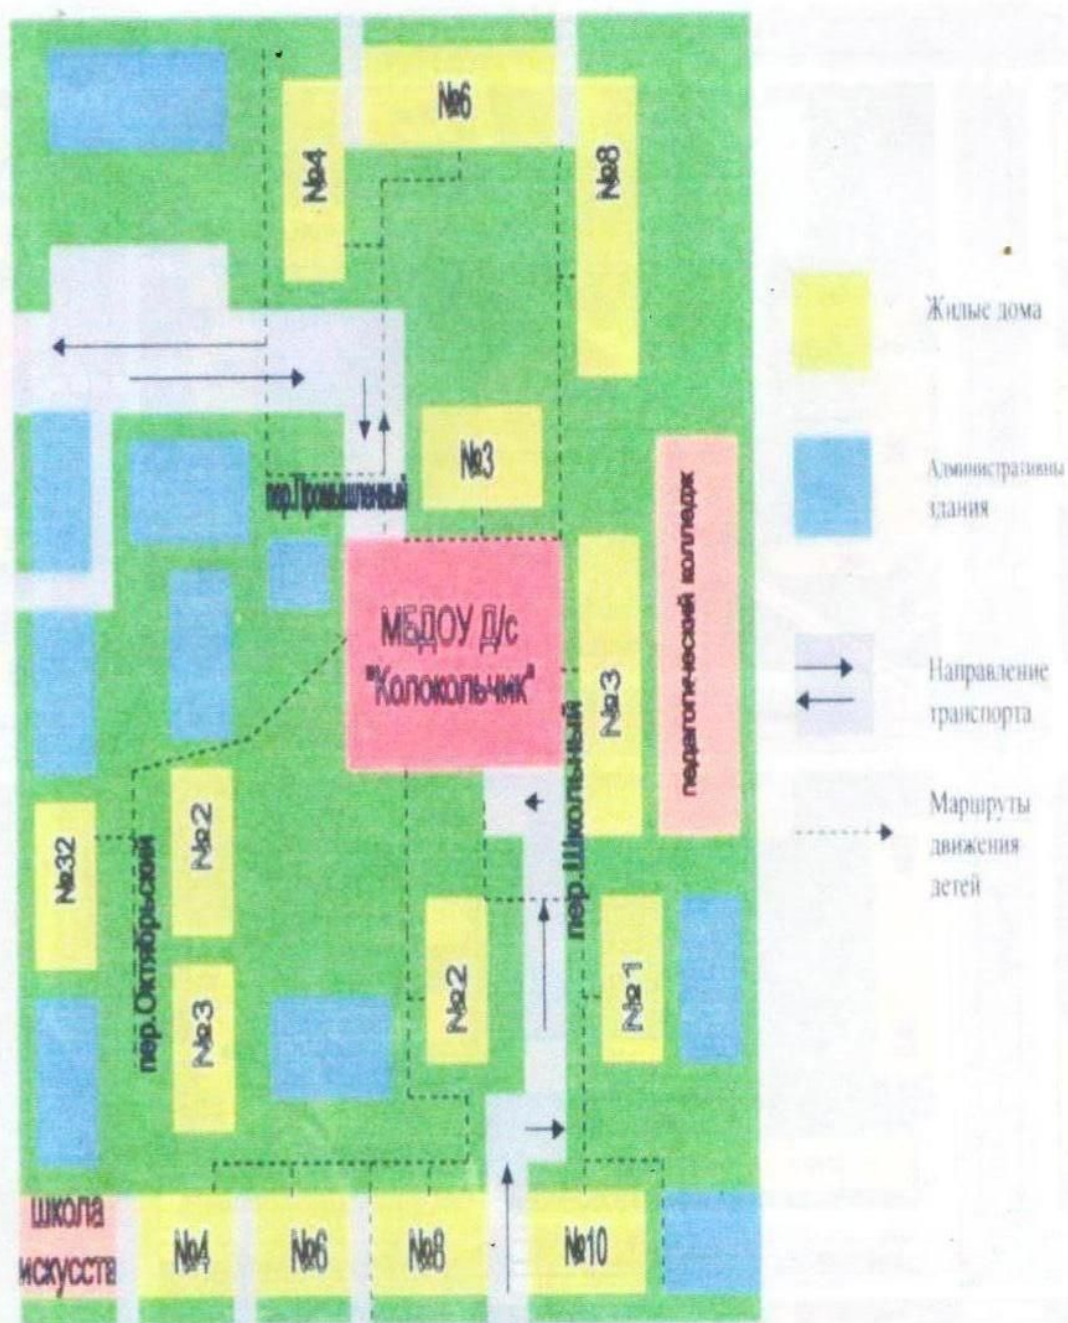 №6
№4
№8
№3
пер.Промышленный
МБДОУ Д/с
"Колокольчик"
№3
педагогический колледж
пер.Школьный
№32
№2
пер.Октябрьский
№3
№2
№1
школа
искусств
№4
№6
№8
№10
Жилые дома
Административны
здания
Направление
транспорта
Маршруты
движения
детей